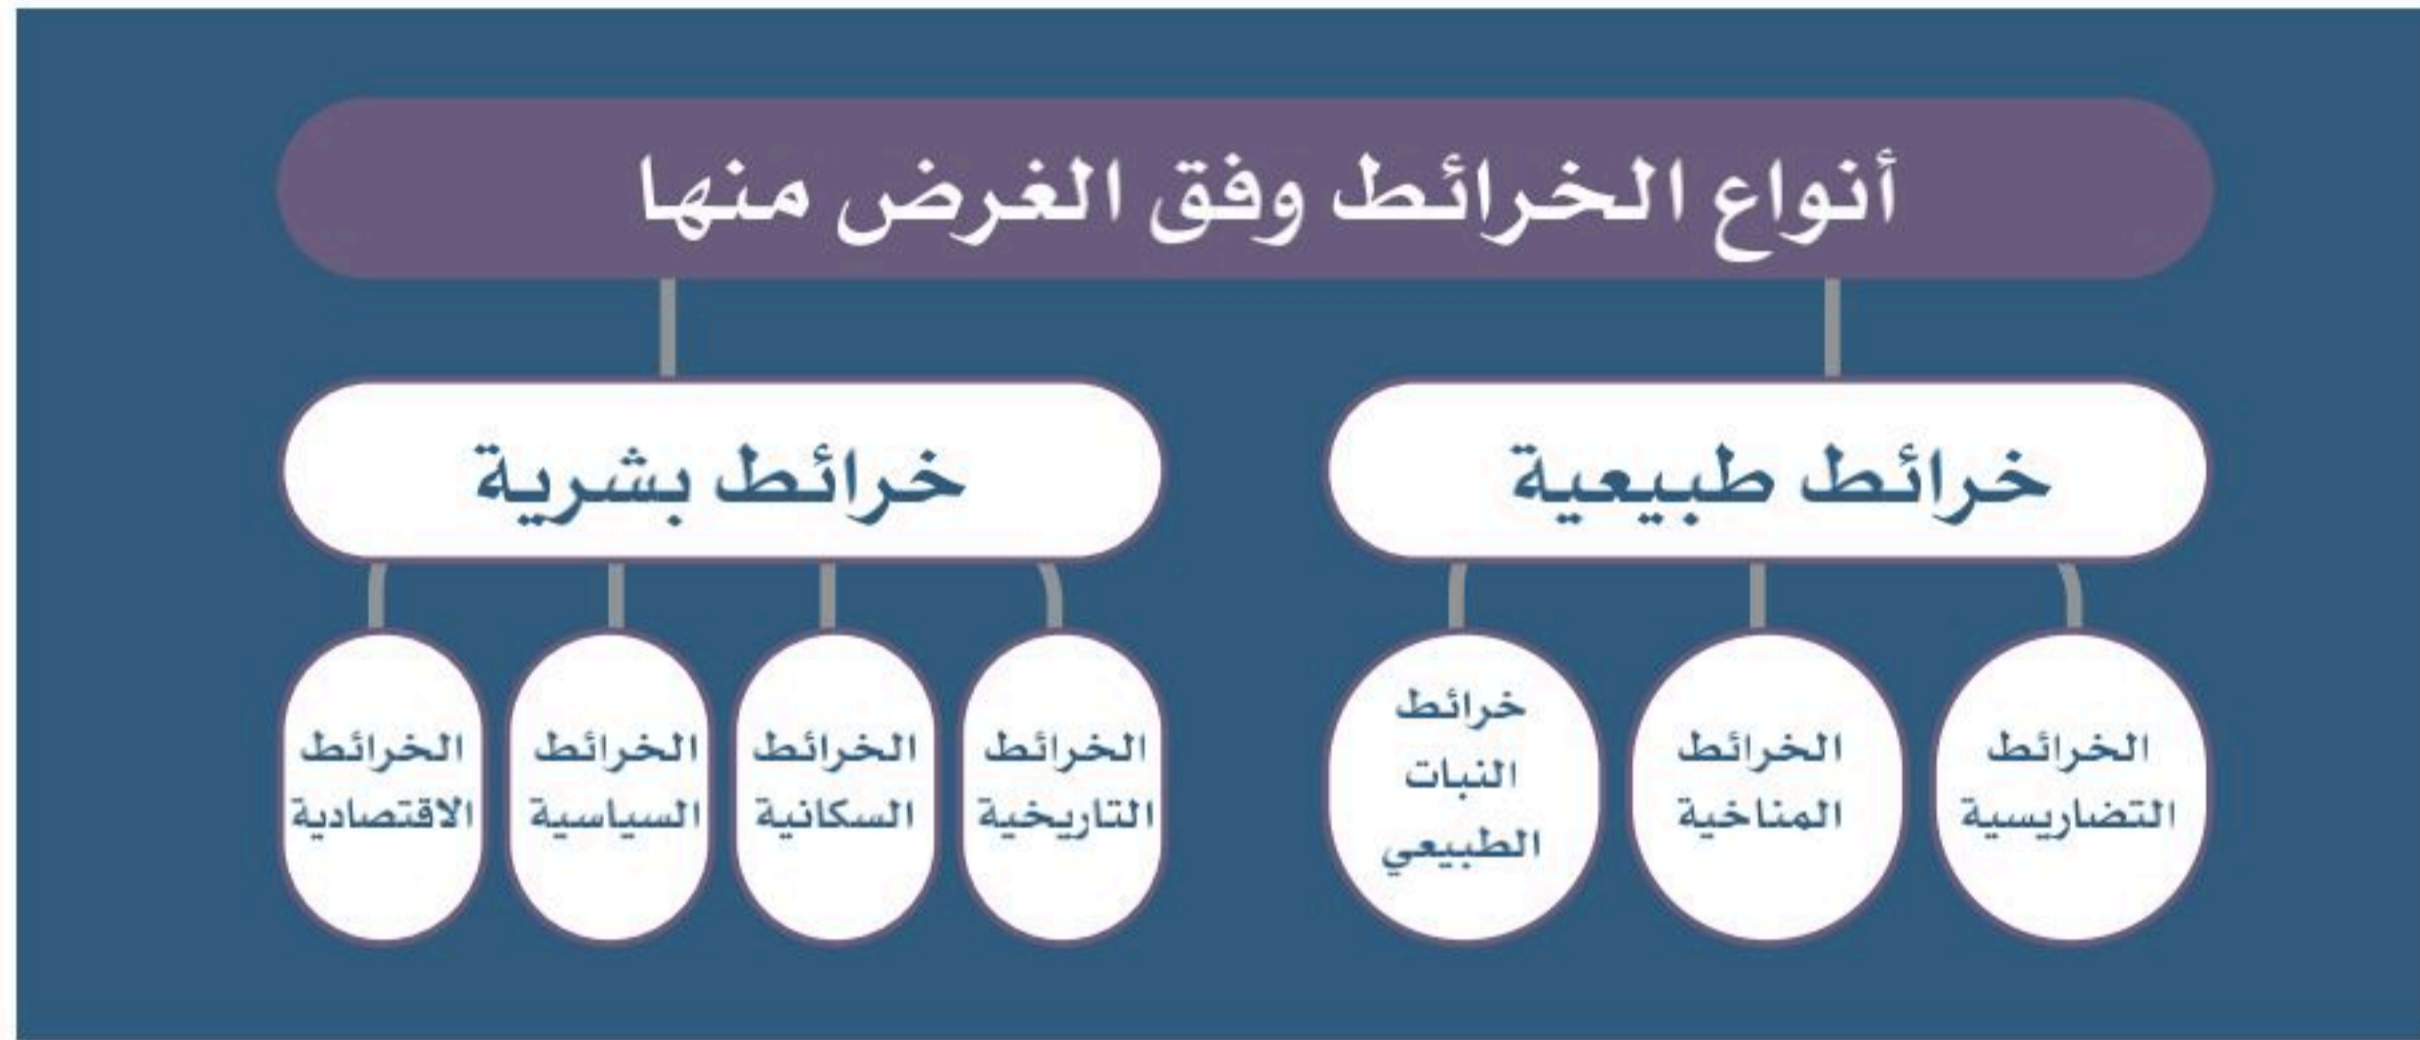 أنواع الخرائط وفق الغرض منها
خرائط طبيعية
خرائط بشرية
الخرائط
التضاريسية
الخرائط
المناخية
خرائط
النبات
الطبيعي
الخرائط
التاريخية
الخرائط
السكانية
الخرائط
السياسية
الخرائط
الاقتصادية